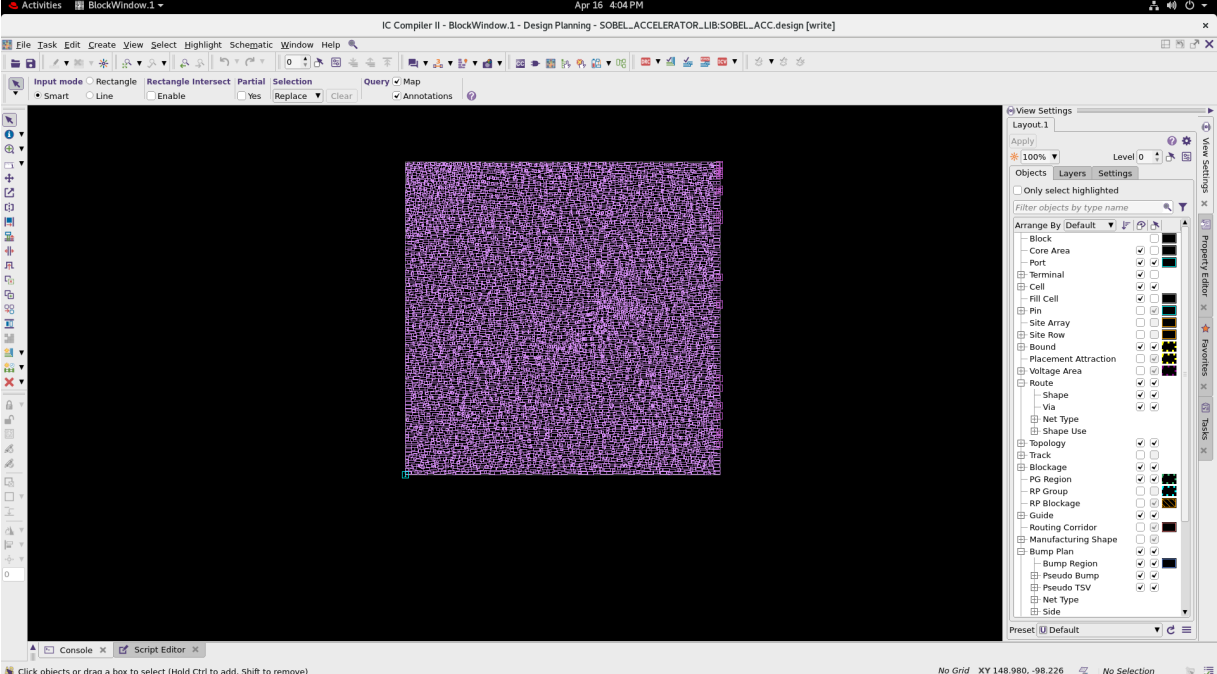 Activities BlockWindow.1 Apr 16 4:04 PM
IC Compiler II - BlockWindow.1 - Design Planning - SOBEL_ACCELERATOR_LIB:SOBEL_ACC.design [write]
File Task Edit Create View Select Highlight Schematic Window Help
0
Input mode Rectangle Rectangle Intersect Partial Selection Query Map
Smart Line Enable Yes Replace Clear Annotations
View Settings
Layout.1
Apply
100% Level 0
Objects Layers Settings
Only select highlighted
Filter objects by type name
Arrange By Default
Block
Core Area
Port
Terminal
Cell
Fill Cell
Pin
Site Array
Site Row
Bound
Placement Attraction
Voltage Area
Route
Shape
Via
Net Type
Shape Use
Topology
Track
Blockage
PG Region
RP Group
RP Blockage
Guide
Routing Corridor
Manufacturing Shape
Bump Plan
Bump Region
Pseudo Bump
Pseudo TSV
Net Type
Side
Preset Default
View Settings
Property Editor
Favorites
Tasks
0
Console Script Editor
Click objects or drag a box to select (Hold Ctrl to add, Shift to remove)
No Grid XY 148.980, -98.226 No Selection